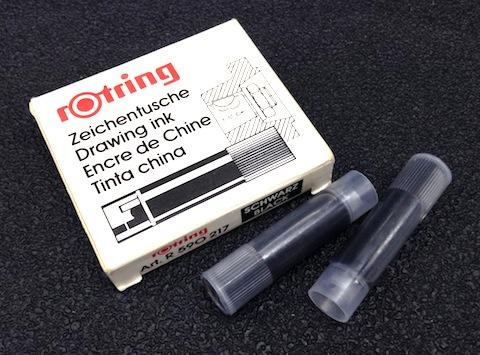 rotring
Zeichentusche
Drawing ink
Encre de Chine
Tinta china
rotring
Art. R 590 217
SCHWARZ
BLACK